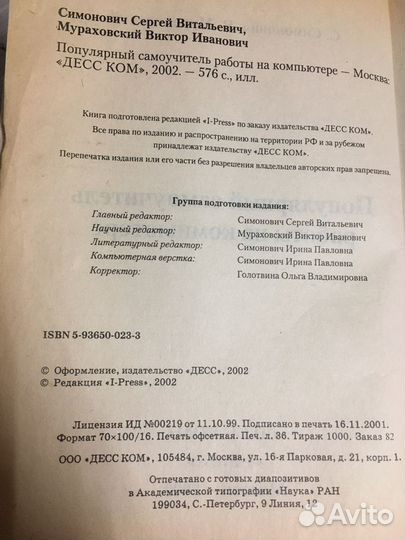 Симонович Сергей Витальевич,
Мураховский Виктор Иванович
Популярный самоучитель работы на компьютере — Москва:
«ДЕСС КОМ», 2002. — 576 с., илл.
Книга подготовлена редакцией «I-Press» по заказу издательства «ДЕСС КОМ».
Все права по изданию и распространению на территории РФ и за рубежом
принадлежат издательству «ДЕСС КОМ».
Перепечатка издания или его части без разрешения владельцев авторских прав запрещена.
Группа подготовки издания:
Главный редактор: Симонович Сергей Витальевич
Научный редактор: Мураховский Виктор Иванович
Литературный редактор: Симонович Ирина Павловна
Компьютерная верстка: Симонович Ирина Павловна
Корректор: Голотвина Ольга Владимировна
ISBN 5-93650-023-3
© Оформление, издательство «ДЕСС», 2002
© Редакция «I-Press», 2002
Лицензия ИД №00219 от 11.10.99. Подписано в печать 16.11.2001.
Формат 70×100/16. Печать офсетная. Печ. л. 36. Тираж 1000. Заказ 82
ООО «ДЕСС КОМ», 105484, г. Москва, ул. 16-я Парковая, д. 21, корп. 1.
Отпечатано с готовых диапозитивов
в Академической типографии «Наука» РАН
199034, С.-Петербург, 9 Линия, 12
Avito